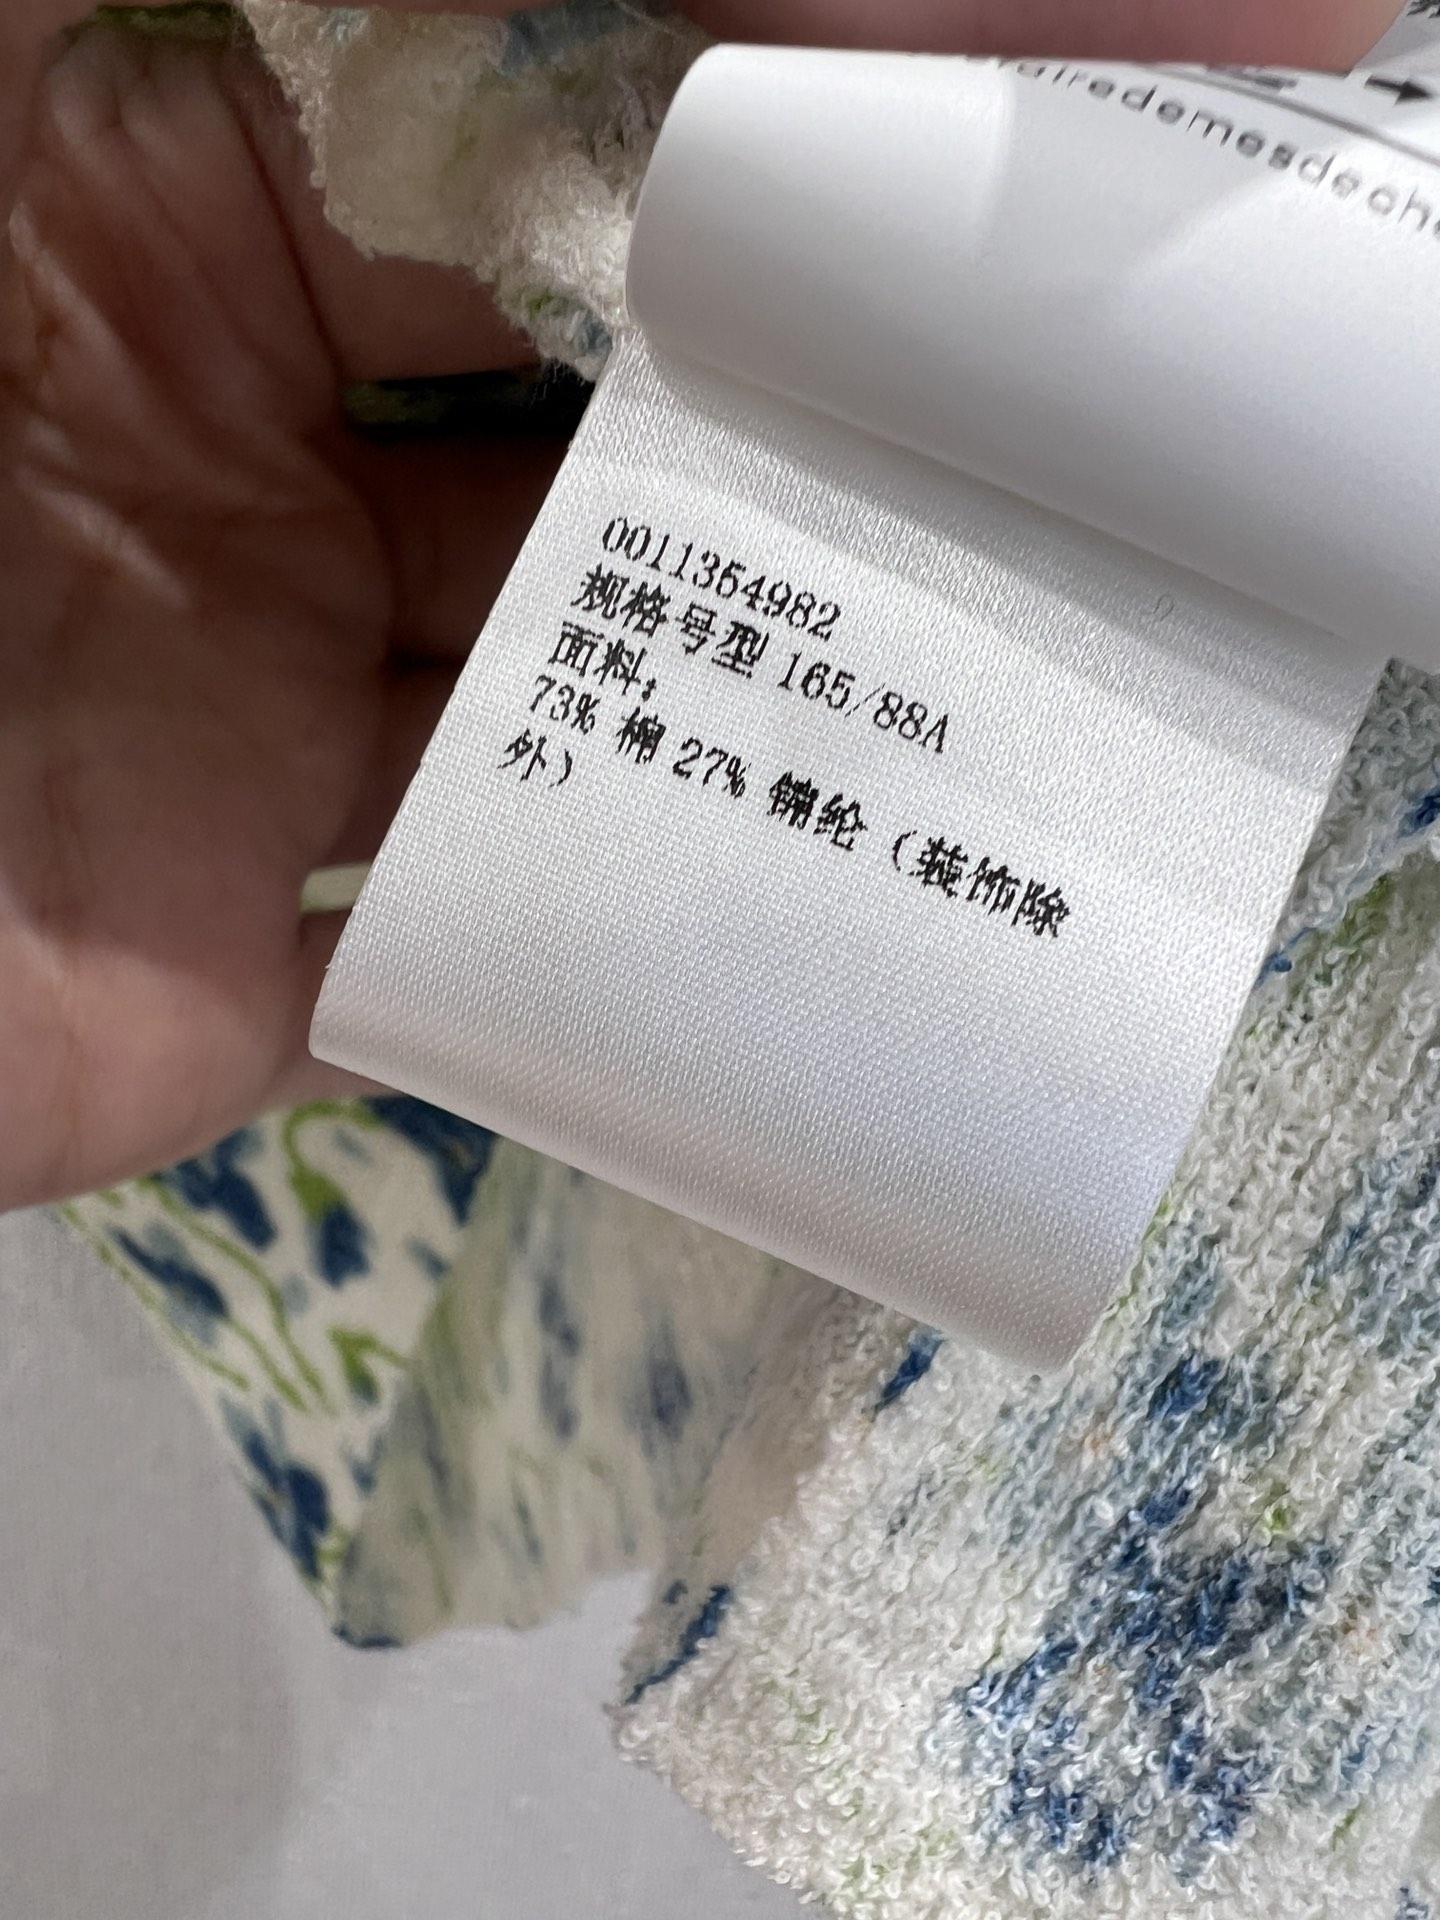 0011364982
规格号型 165/88A
面料：
73% 棉 27% 锦纶（装饰除
外）